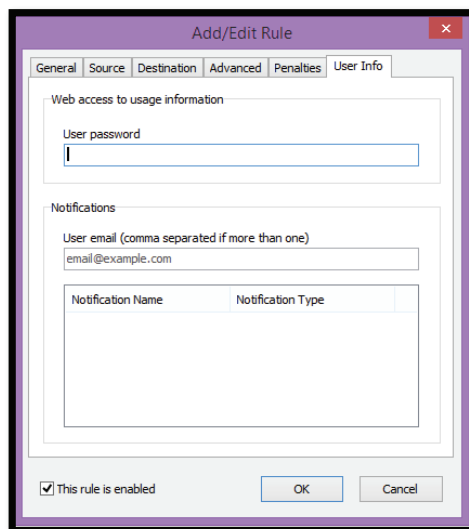 Add/Edit Rule
General Source Destination Advanced Penalties User Info
Web access to usage information
User password
Notifications
User email (comma separated if more than one)
email@example.com
Notification Name Notification Type
This rule is enabled OK Cancel